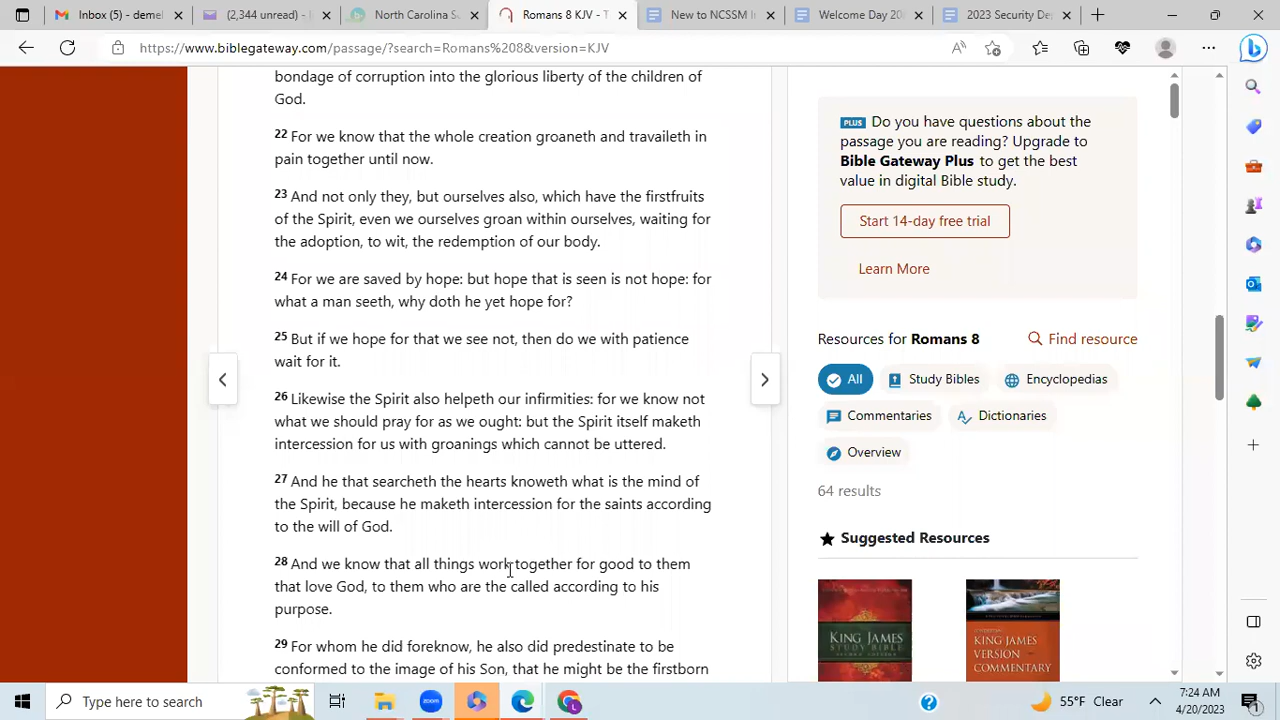 Inbox (5) - demel
(2,344 unread) -
North Carolina Sc
Romans 8 KJV - T
New to NCSSM I
Welcome Day 20
2023 Security De
https://www.biblegateway.com/passage/?search=Romans%208&version=KJV
bondage of corruption into the glorious liberty of the children of
God.
22 For we know that the whole creation groaneth and travaileth in
pain together until now.
23 And not only they, but ourselves also, which have the firstfruits
of the Spirit, even we ourselves groan within ourselves, waiting for
the adoption, to wit, the redemption of our body.
24 For we are saved by hope: but hope that is seen is not hope: for
what a man seeth, why doth he yet hope for?
25 But if we hope for that we see not, then do we with patience
wait for it.
26 Likewise the Spirit also helpeth our infirmities: for we know not
what we should pray for as we ought: but the Spirit itself maketh
intercession for us with groanings which cannot be uttered.
27 And he that searcheth the hearts knoweth what is the mind of
the Spirit, because he maketh intercession for the saints according
to the will of God.
28 And we know that all things work together for good to them
that love God, to them who are the called according to his
purpose.
29 For whom he did foreknow, he also did predestinate to be
conformed to the image of his Son, that he might be the firstborn
PLUS Do you have questions about the
passage you are reading? Upgrade to
Bible Gateway Plus to get the best
value in digital Bible study.
Start 14-day free trial
Learn More
Resources for Romans 8
Find resource
All
Study Bibles
Encyclopedias
Commentaries
Dictionaries
Overview
64 results
Suggested Resources
KING JAMES
STUDY BIBLE
KING JAMES
VERSION
COMMENTARY
Type here to search
zoom
55°F Clear
7:24 AM
4/20/2023